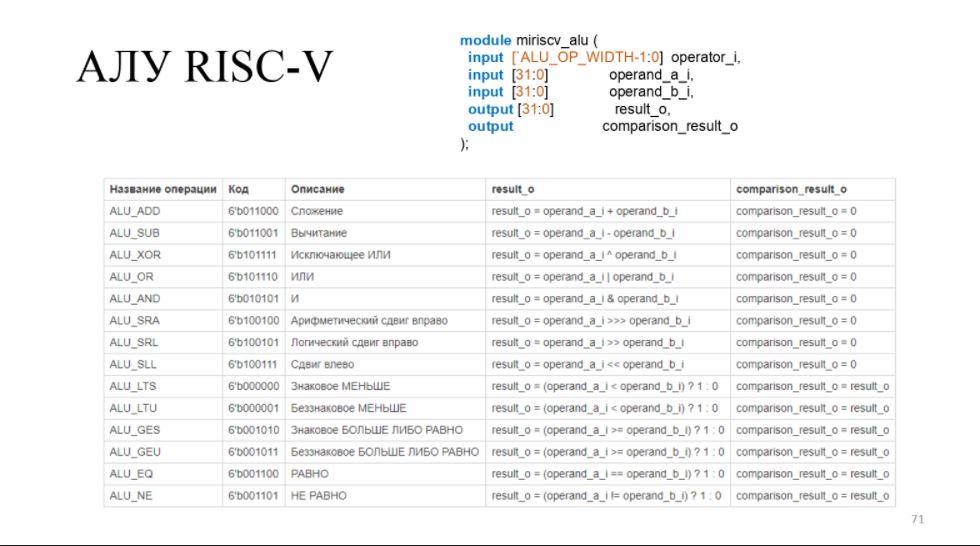 АЛУ RISC-V
module miriscv_alu (
input [`ALU_OP_WIDTH-1:0] operator_i,
input [31:0] operand_a_i,
input [31:0] operand_b_i,
output [31:0] result_o,
output comparison_result_o
);
Название операции Код Описание result_o comparison_result_o
ALU_ADD 6'b011000 Сложение result_o = operand_a_i + operand_b_i comparison_result_o = 0
ALU_SUB 6'b011001 Вычитание result_o = operand_a_i - operand_b_i comparison_result_o = 0
ALU_XOR 6'b101111 Исключающее ИЛИ result_o = operand_a_i ^ operand_b_i comparison_result_o = 0
ALU_OR 6'b101110 ИЛИ result_o = operand_a_i | operand_b_i comparison_result_o = 0
ALU_AND 6'b010101 И result_o = operand_a_i & operand_b_i comparison_result_o = 0
ALU_SRA 6'b100100 Арифметический сдвиг вправо result_o = operand_a_i >>> operand_b_i comparison_result_o = 0
ALU_SRL 6'b100101 Логический сдвиг вправо result_o = operand_a_i >> operand_b_i comparison_result_o = 0
ALU_SLL 6'b100111 Сдвиг влево result_o = operand_a_i << operand_b_i comparison_result_o = 0
ALU_LTS 6'b000000 Знаковое МЕНЬШЕ result_o = (operand_a_i < operand_b_i) ? 1 : 0 comparison_result_o = result_o
ALU_LTU 6'b000001 Беззнаковое МЕНЬШЕ result_o = (operand_a_i < operand_b_i) ? 1 : 0 comparison_result_o = result_o
ALU_GES 6'b001010 Знаковое БОЛЬШЕ ЛИБО РАВНО result_o = (operand_a_i >= operand_b_i) ? 1 : 0 comparison_result_o = result_o
ALU_GEU 6'b001011 Беззнаковое БОЛЬШЕ ЛИБО РАВНО result_o = (operand_a_i >= operand_b_i) ? 1 : 0 comparison_result_o = result_o
ALU_EQ 6'b001100 РАВНО result_o = (operand_a_i == operand_b_i) ? 1 : 0 comparison_result_o = result_o
ALU_NE 6'b001101 НЕ РАВНО result_o = (operand_a_i != operand_b_i) ? 1 : 0 comparison_result_o = result_o
71